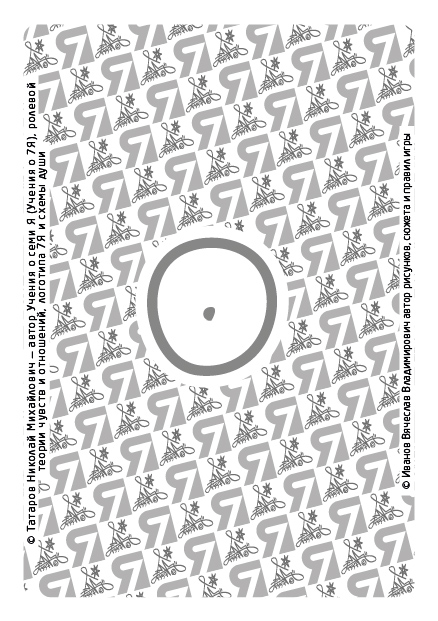 © Татаров Николай Михайлович – автор Учения о семи Я (Учения о 7Я), ролевой
теории чувств и отношений, логотипа 7Я и схемы души
© Иванов Вячеслав Владимирович автор рисунков, сюжета и правил игры